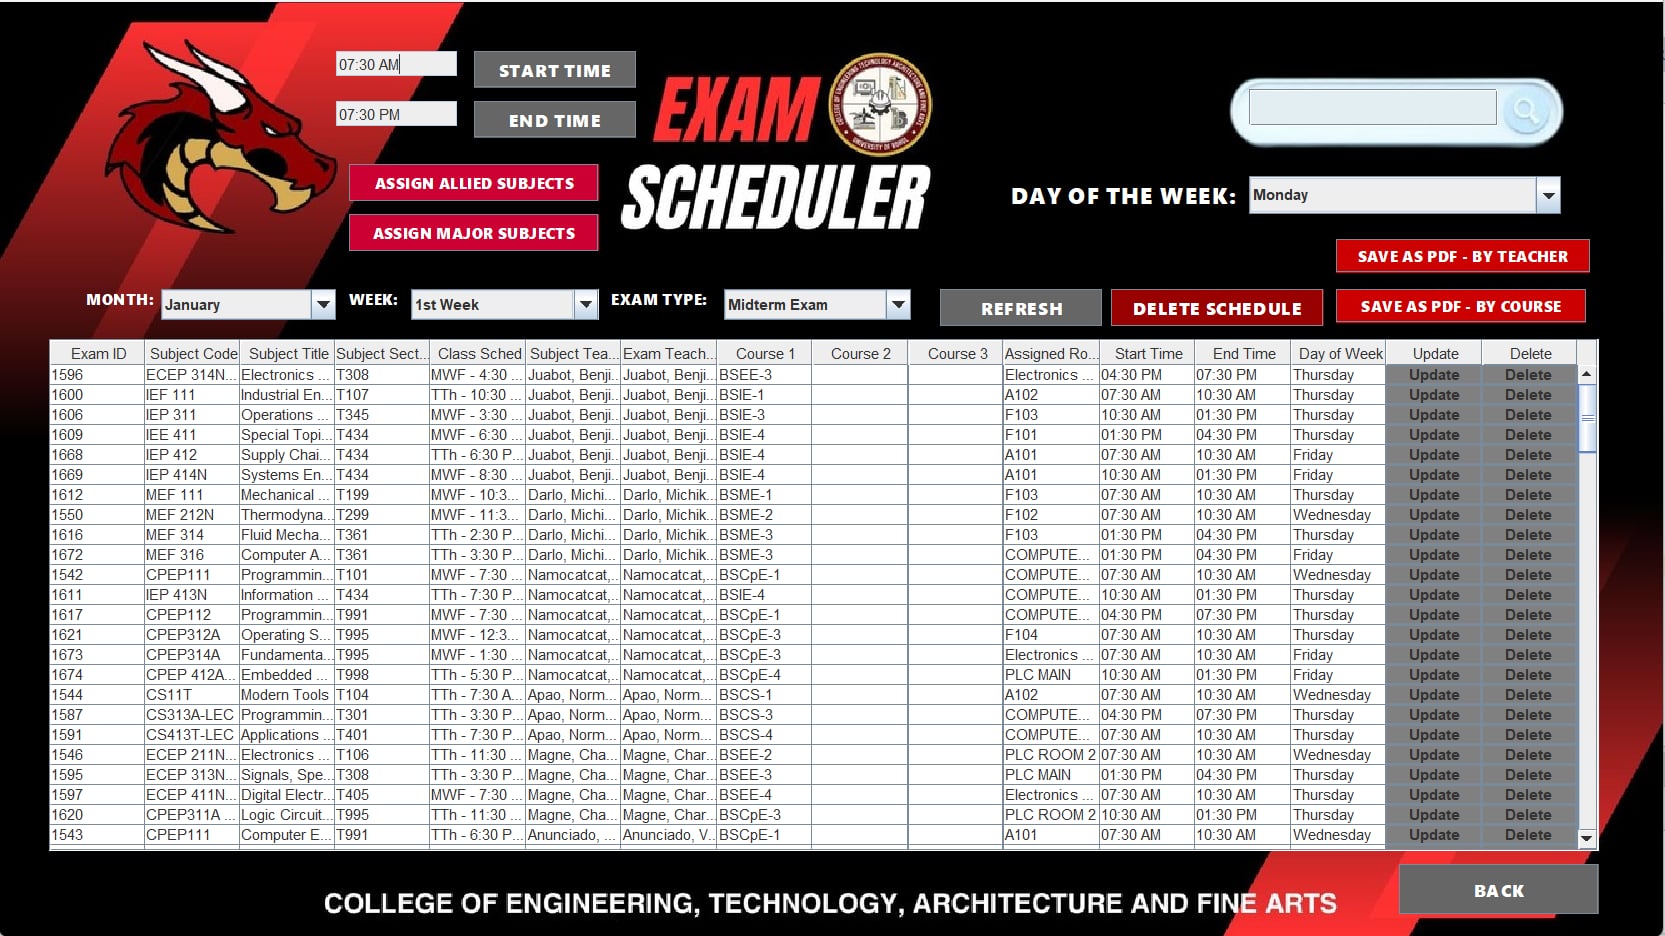 07:30 AM START TIME
07:30 PM END TIME
EXAM
SCHEDULER
ASSIGN ALLIED SUBJECTS
ASSIGN MAJOR SUBJECTS
DAY OF THE WEEK: Monday
SAVE AS PDF - BY TEACHER
MONTH: January WEEK: 1st Week EXAM TYPE: Midterm Exam REFRESH DELETE SCHEDULE SAVE AS PDF - BY COURSE
Exam ID Subject Code Subject Title Subject Sect... Class Sched Subject Tea... Exam Teach... Course 1 Course 2 Course 3 Assigned Ro... Start Time End Time Day of Week Update Delete
1596 ECEP 314N... Electronics ... T308 MWF - 4:30 ... Juabot, Benji... Juabot, Benji... BSEE-3 Electronics ... 04:30 PM 07:30 PM Thursday Update Delete
1600 IEF 111 Industrial En... T107 TTh - 10:30 ... Juabot, Benji... Juabot, Benji... BSIE-1 A102 07:30 AM 10:30 AM Thursday Update Delete
1606 IEP 311 Operations ... T345 MWF - 3:30 ... Juabot, Benji... Juabot, Benji... BSIE-3 F103 10:30 AM 01:30 PM Thursday Update Delete
1609 IEE 411 Special Topi... T434 MWF - 6:30 ... Juabot, Benji... Juabot, Benji... BSIE-4 F101 01:30 PM 04:30 PM Thursday Update Delete
1668 IEP 412 Supply Chai... T434 TTh - 6:30 P... Juabot, Benji... Juabot, Benji... BSIE-4 A101 07:30 AM 10:30 AM Friday Update Delete
1669 IEP 414N Systems En... T434 MWF - 8:30 ... Juabot, Benji... Juabot, Benji... BSIE-4 A101 10:30 AM 01:30 PM Friday Update Delete
1612 MEF 111 Mechanical ... T199 MWF - 10:3... Darlo, Michi... Darlo, Michik... BSME-1 F103 07:30 AM 10:30 AM Thursday Update Delete
1550 MEF 212N Thermodyna... T299 MWF - 11:3... Darlo, Michi... Darlo, Michik... BSME-2 F102 07:30 AM 10:30 AM Wednesday Update Delete
1616 MEF 314 Fluid Mecha... T361 TTh - 2:30 P... Darlo, Michi... Darlo, Michik... BSME-3 F103 01:30 PM 04:30 PM Thursday Update Delete
1672 MEF 316 Computer A... T361 TTh - 3:30 P... Darlo, Michi... Darlo, Michik... BSME-3 COMPUTE... 01:30 PM 04:30 PM Friday Update Delete
1542 CPEP111 Programmin... T101 MWF - 7:30 ... Namocatcat,... Namocatcat,... BSCpE-1 COMPUTE... 07:30 AM 10:30 AM Wednesday Update Delete
1611 IEP 413N Information ... T434 TTh - 7:30 P... Namocatcat,... Namocatcat,... BSIE-4 COMPUTE... 10:30 AM 01:30 PM Thursday Update Delete
1617 CPEP112 Programmin... T991 MWF - 7:30 ... Namocatcat,... Namocatcat,... BSCpE-1 COMPUTE... 04:30 PM 07:30 PM Thursday Update Delete
1621 CPEP312A Operating S... T995 MWF - 12:3... Namocatcat,... Namocatcat,... BSCpE-3 F104 07:30 AM 10:30 AM Thursday Update Delete
1673 CPEP314A Fundamenta... T995 MWF - 1:30 ... Namocatcat,... Namocatcat,... BSCpE-3 Electronics ... 07:30 AM 10:30 AM Friday Update Delete
1674 CPEP 412A... Embedded ... T998 TTh - 5:30 P... Namocatcat,... Namocatcat,... BSCpE-4 PLC MAIN 10:30 AM 01:30 PM Friday Update Delete
1544 CS11T Modern Tools T104 TTh - 7:30 A... Apao, Norm... Apao, Norm... BSCS-1 A102 07:30 AM 10:30 AM Wednesday Update Delete
1587 CS313A-LEC Programmin... T301 TTh - 3:30 P... Apao, Norm... Apao, Norm... BSCS-3 COMPUTE... 04:30 PM 07:30 PM Thursday Update Delete
1591 CS413T-LEC Applications ... T401 TTh - 7:30 P... Apao, Norm... Apao, Norm... BSCS-4 COMPUTE... 07:30 AM 10:30 AM Thursday Update Delete
1546 ECEP 211N... Electronics ... T106 TTh - 11:30 ... Magne, Cha... Magne, Char... BSEE-2 PLC ROOM 2 07:30 AM 10:30 AM Wednesday Update Delete
1595 ECEP 313N... Signals, Spe... T308 TTh - 3:30 P... Magne, Cha... Magne, Char... BSEE-3 PLC MAIN 01:30 PM 04:30 PM Thursday Update Delete
1597 ECEP 411N... Digital Electr... T405 MWF - 7:30 ... Magne, Cha... Magne, Char... BSEE-4 Electronics ... 07:30 AM 10:30 AM Thursday Update Delete
1620 CPEP311A ... Logic Circuit... T995 TTh - 11:30 ... Magne, Cha... Magne, Char... BSCpE-3 PLC ROOM 2 10:30 AM 01:30 PM Thursday Update Delete
1543 CPEP111 Computer E... T991 TTh - 6:30 P... Anunciado, ... Anunciado, V... BSCpE-1 A101 07:30 AM 10:30 AM Wednesday Update Delete
COLLEGE OF ENGINEERING, TECHNOLOGY, ARCHITECTURE AND FINE ARTS
BACK